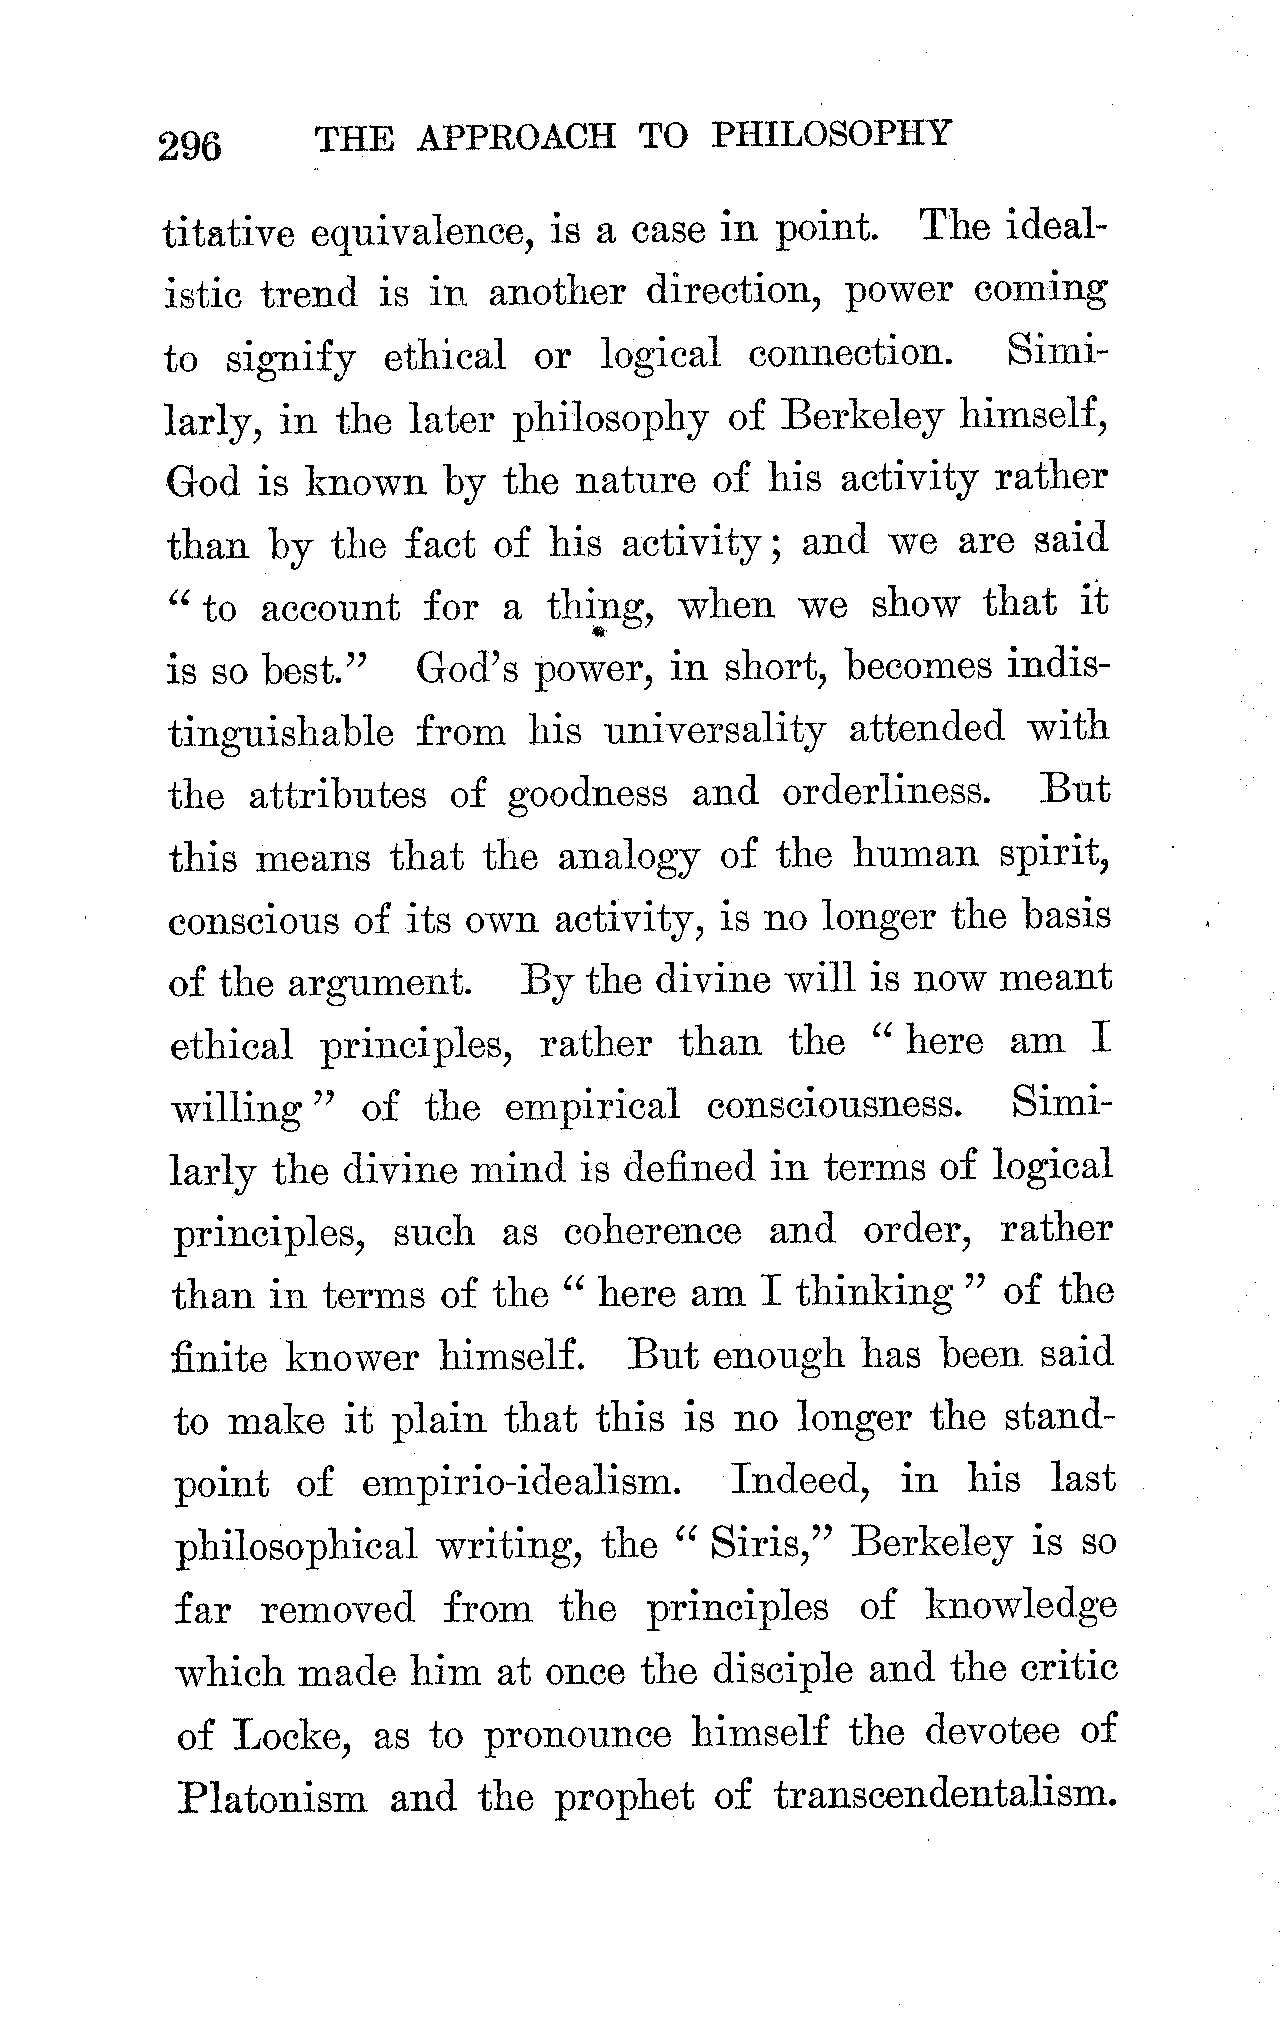 296 THE APPROACH TO PHILOSOPHY
titative equivalence, is a case in point. The ideal-
istic trend is in another direction, power coming
to signify ethical or logical connection. Simi-
larly, in the later philosophy of Berkeley himself,
God is known by the nature of his activity rather
than by the fact of his activity; and we are said
“ to account for a thing, when we show that it
is so best.” God’s power, in short, becomes indis-
tinguishable from his universality attended with
the attributes of goodness and orderliness. But
this means that the analogy of the human spirit,
conscious of its own activity, is no longer the basis
of the argument. By the divine will is now meant
ethical principles, rather than the “ here am I
willing ” of the empirical consciousness. Simi-
larly the divine mind is defined in terms of logical
principles, such as coherence and order, rather
than in terms of the “ here am I thinking ” of the
finite knower himself. But enough has been said
to make it plain that this is no longer the stand-
point of empirio-idealism. Indeed, in his last
philosophical writing, the “ Siris,” Berkeley is so
far removed from the principles of knowledge
which made him at once the disciple and the critic
of Locke, as to pronounce himself the devotee of
Platonism and the prophet of transcendentalism.